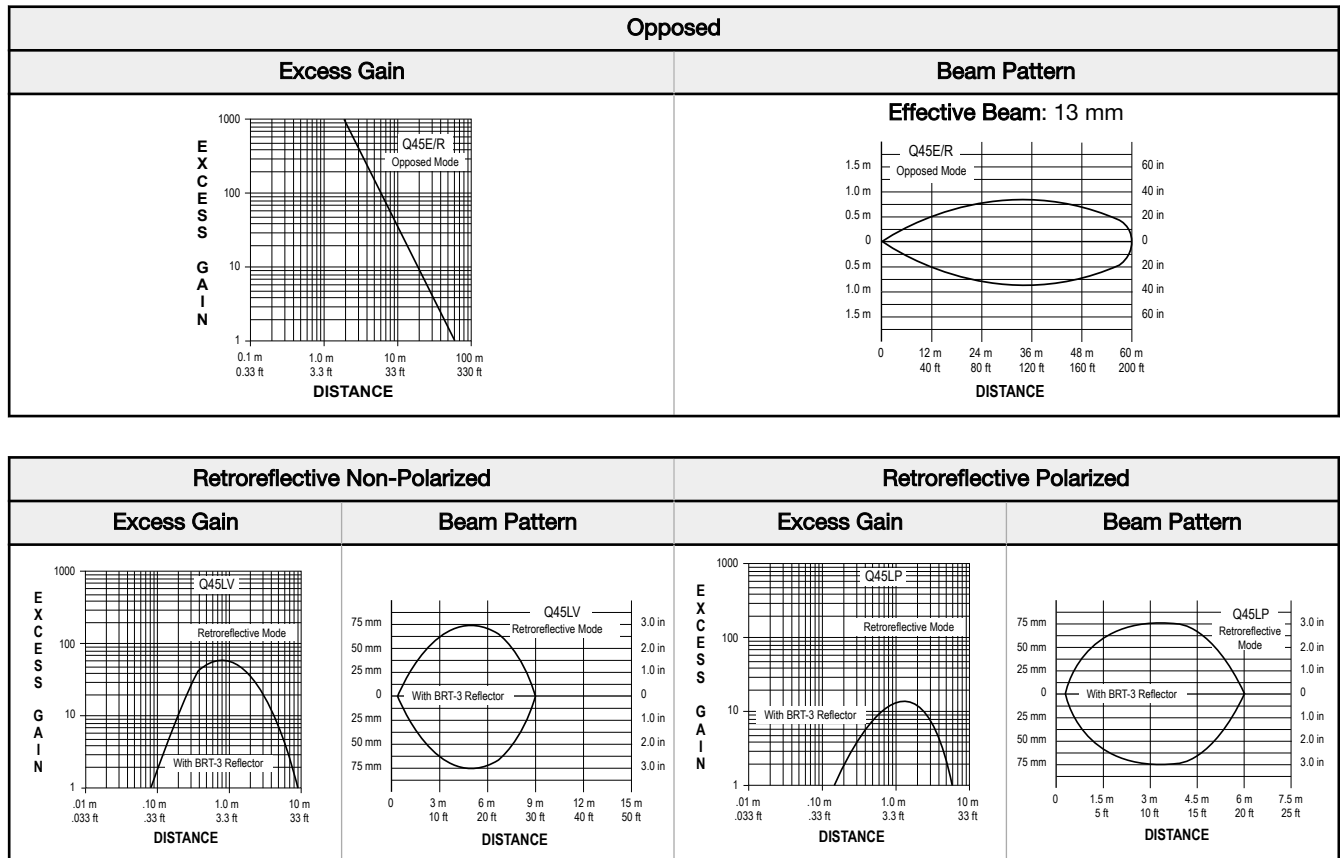 Opposed
Excess Gain
Beam Pattern
1000
100
10
1
EXCESS GAIN
Q45E/R
Opposed Mode
0.1 m 1.0 m 10 m 100 m
0.33 ft 3.3 ft 33 ft 330 ft
DISTANCE
Effective Beam: 13 mm
Q45E/R
Opposed Mode
1.5 m 60 in
1.0 m 40 in
0.5 m 20 in
0 0
0.5 m 20 in
1.0 m 40 in
1.5 m 60 in
0 12 m 24 m 36 m 48 m 60 m
40 ft 80 ft 120 ft 160 ft 200 ft
DISTANCE
Retroreflective Non-Polarized
Retroreflective Polarized
Excess Gain
Beam Pattern
Excess Gain
Beam Pattern
1000
100
10
1
EXCESS GAIN
Q45LV
Retroreflective Mode
With BRT-3 Reflector
.01 m .10 m 1.0 m 10 m
.033 ft .33 ft 3.3 ft 33 ft
DISTANCE
Q45LV
Retroreflective Mode
75 mm 3.0 in
50 mm 2.0 in
25 mm 1.0 in
0 With BRT-3 Reflector 0
25 mm 1.0 in
50 mm 2.0 in
75 mm 3.0 in
0 3 m 6 m 9 m 12 m 15 m
10 ft 20 ft 30 ft 40 ft 50 ft
DISTANCE
1000
100
10
1
EXCESS GAIN
Q45LP
Retroreflective Mode
With BRT-3 Reflector
.01 m .10 m 1.0 m 10 m
.033 ft .33 ft 3.3 ft 33 ft
DISTANCE
Q45LP
Retroreflective
Mode
75 mm 3.0 in
50 mm 2.0 in
25 mm 1.0 in
0 With BRT-3 Reflector 0
25 mm 1.0 in
50 mm 2.0 in
75 mm 3.0 in
0 1.5 m 3 m 4.5 m 6 m 7.5 m
5 ft 10 ft 15 ft 20 ft 25 ft
DISTANCE